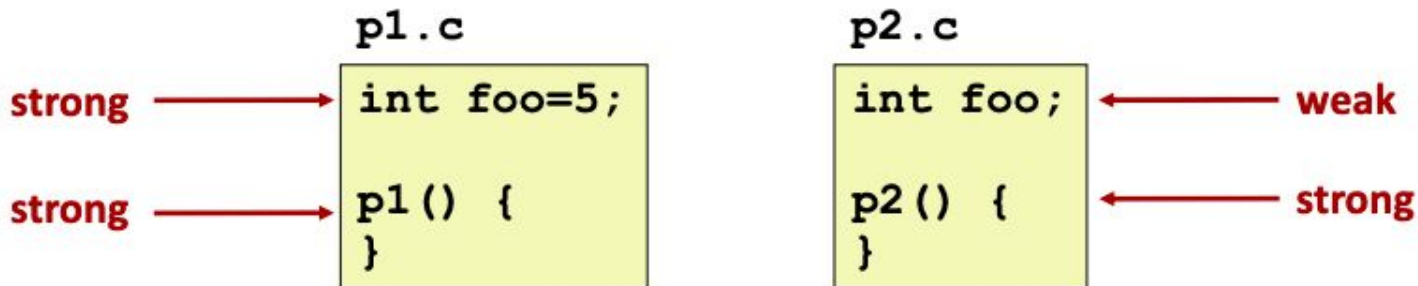 p1.c p2.c
strong int foo=5; int foo; weak
strong p1() { p2() { strong
} }